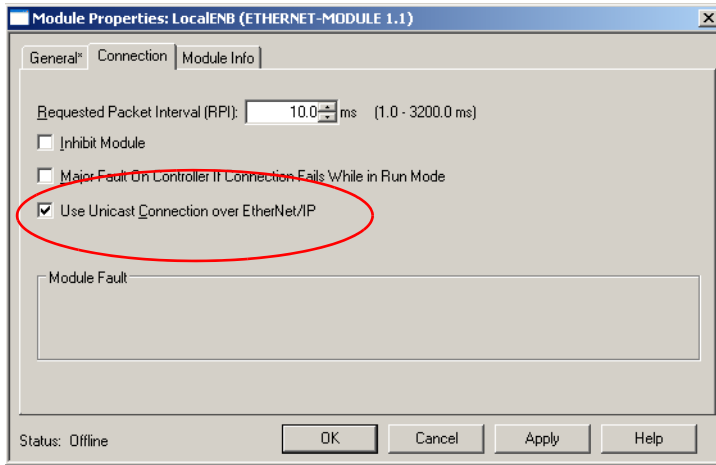 Module Properties: LocalENB (ETHERNET-MODULE 1.1)
General* Connection Module Info
Requested Packet Interval (RPI): 10.0 ms (1.0 - 3200.0 ms)
Inhibit Module
Major Fault On Controller If Connection Fails While in Run Mode
Use Unicast Connection over EtherNet/IP
Module Fault
Status: Offline OK Cancel Apply Help